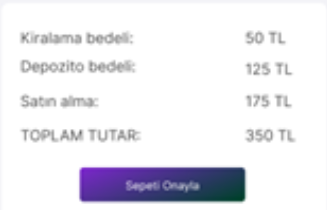 Kiralama bedeli: 50 TL
Depozito bedeli: 125 TL
Satın alma: 175 TL
TOPLAM TUTAR: 350 TL
Sepeti Onayla